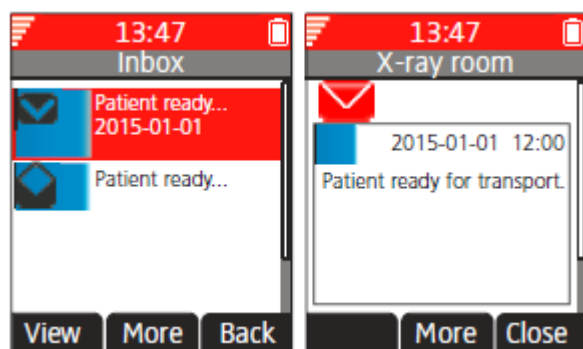 13:47
Inbox
Patient ready...
2015-01-01
Patient ready...
View More Back
13:47
X-ray room
2015-01-01 12:00
Patient ready for transport.
More Close